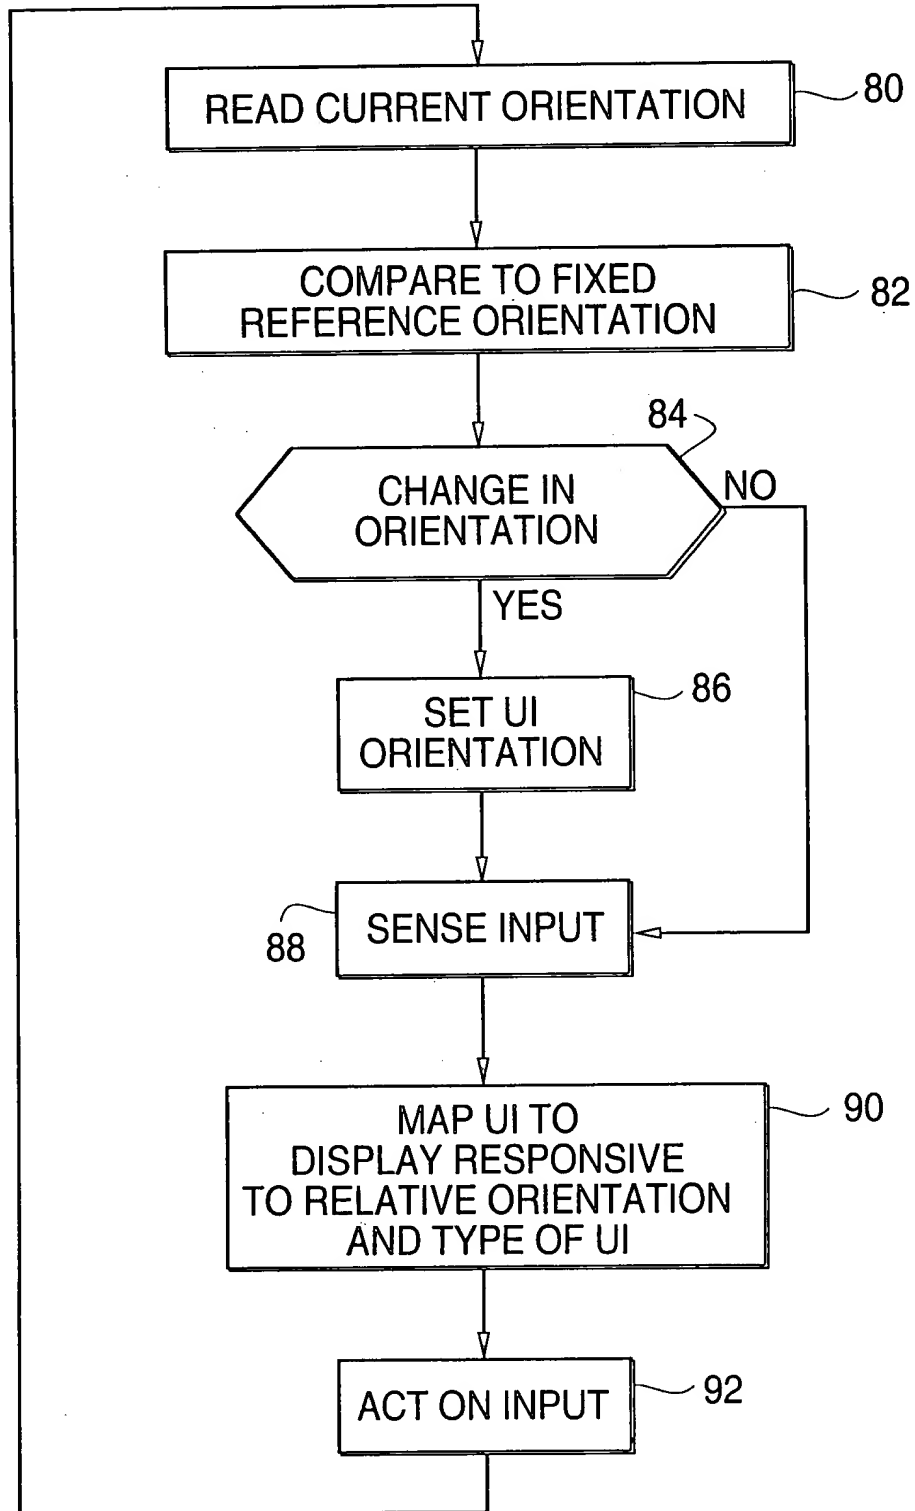 READ CURRENT ORIENTATION
80
COMPARE TO FIXED
REFERENCE ORIENTATION
82
84
CHANGE IN
ORIENTATION
NO
YES
86
SET UI
ORIENTATION
88
SENSE INPUT
90
MAP UI TO
DISPLAY RESPONSIVE
TO RELATIVE ORIENTATION
AND TYPE OF UI
ACT ON INPUT
92